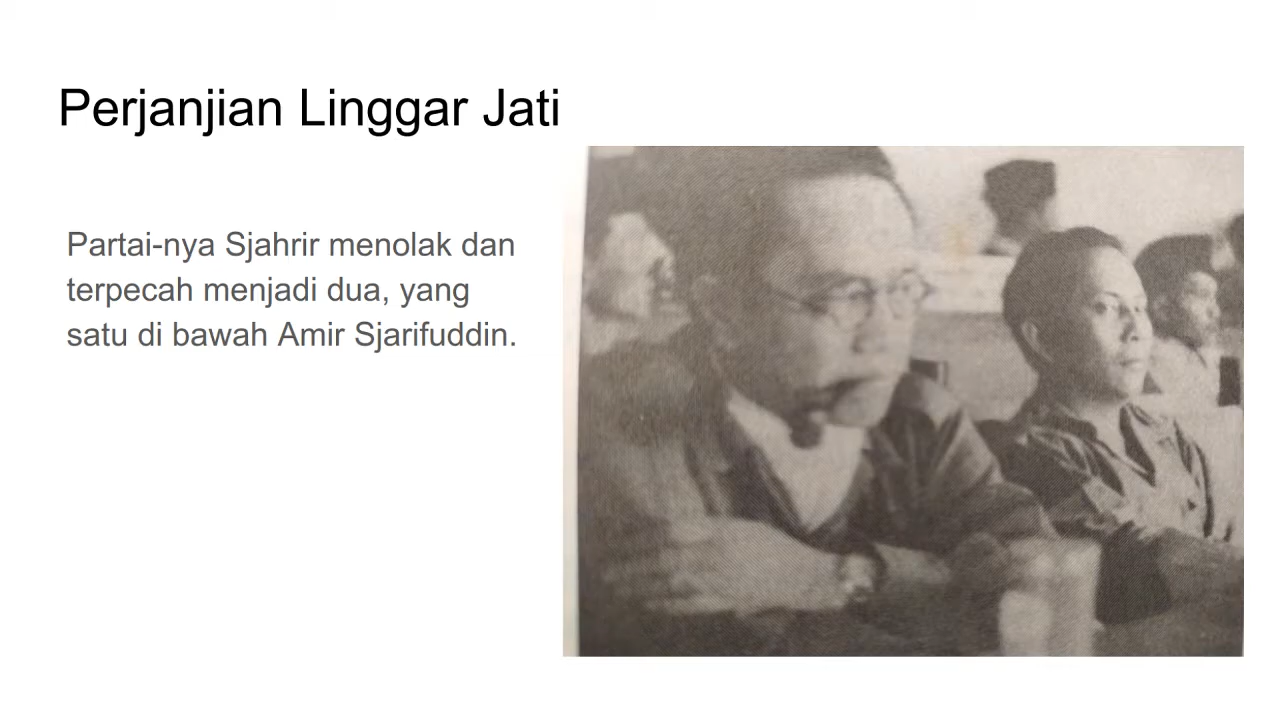 Perjanjian Linggar Jati
Partai-nya Sjahrir menolak dan
terpecah menjadi dua, yang
satu di bawah Amir Sjarifuddin.